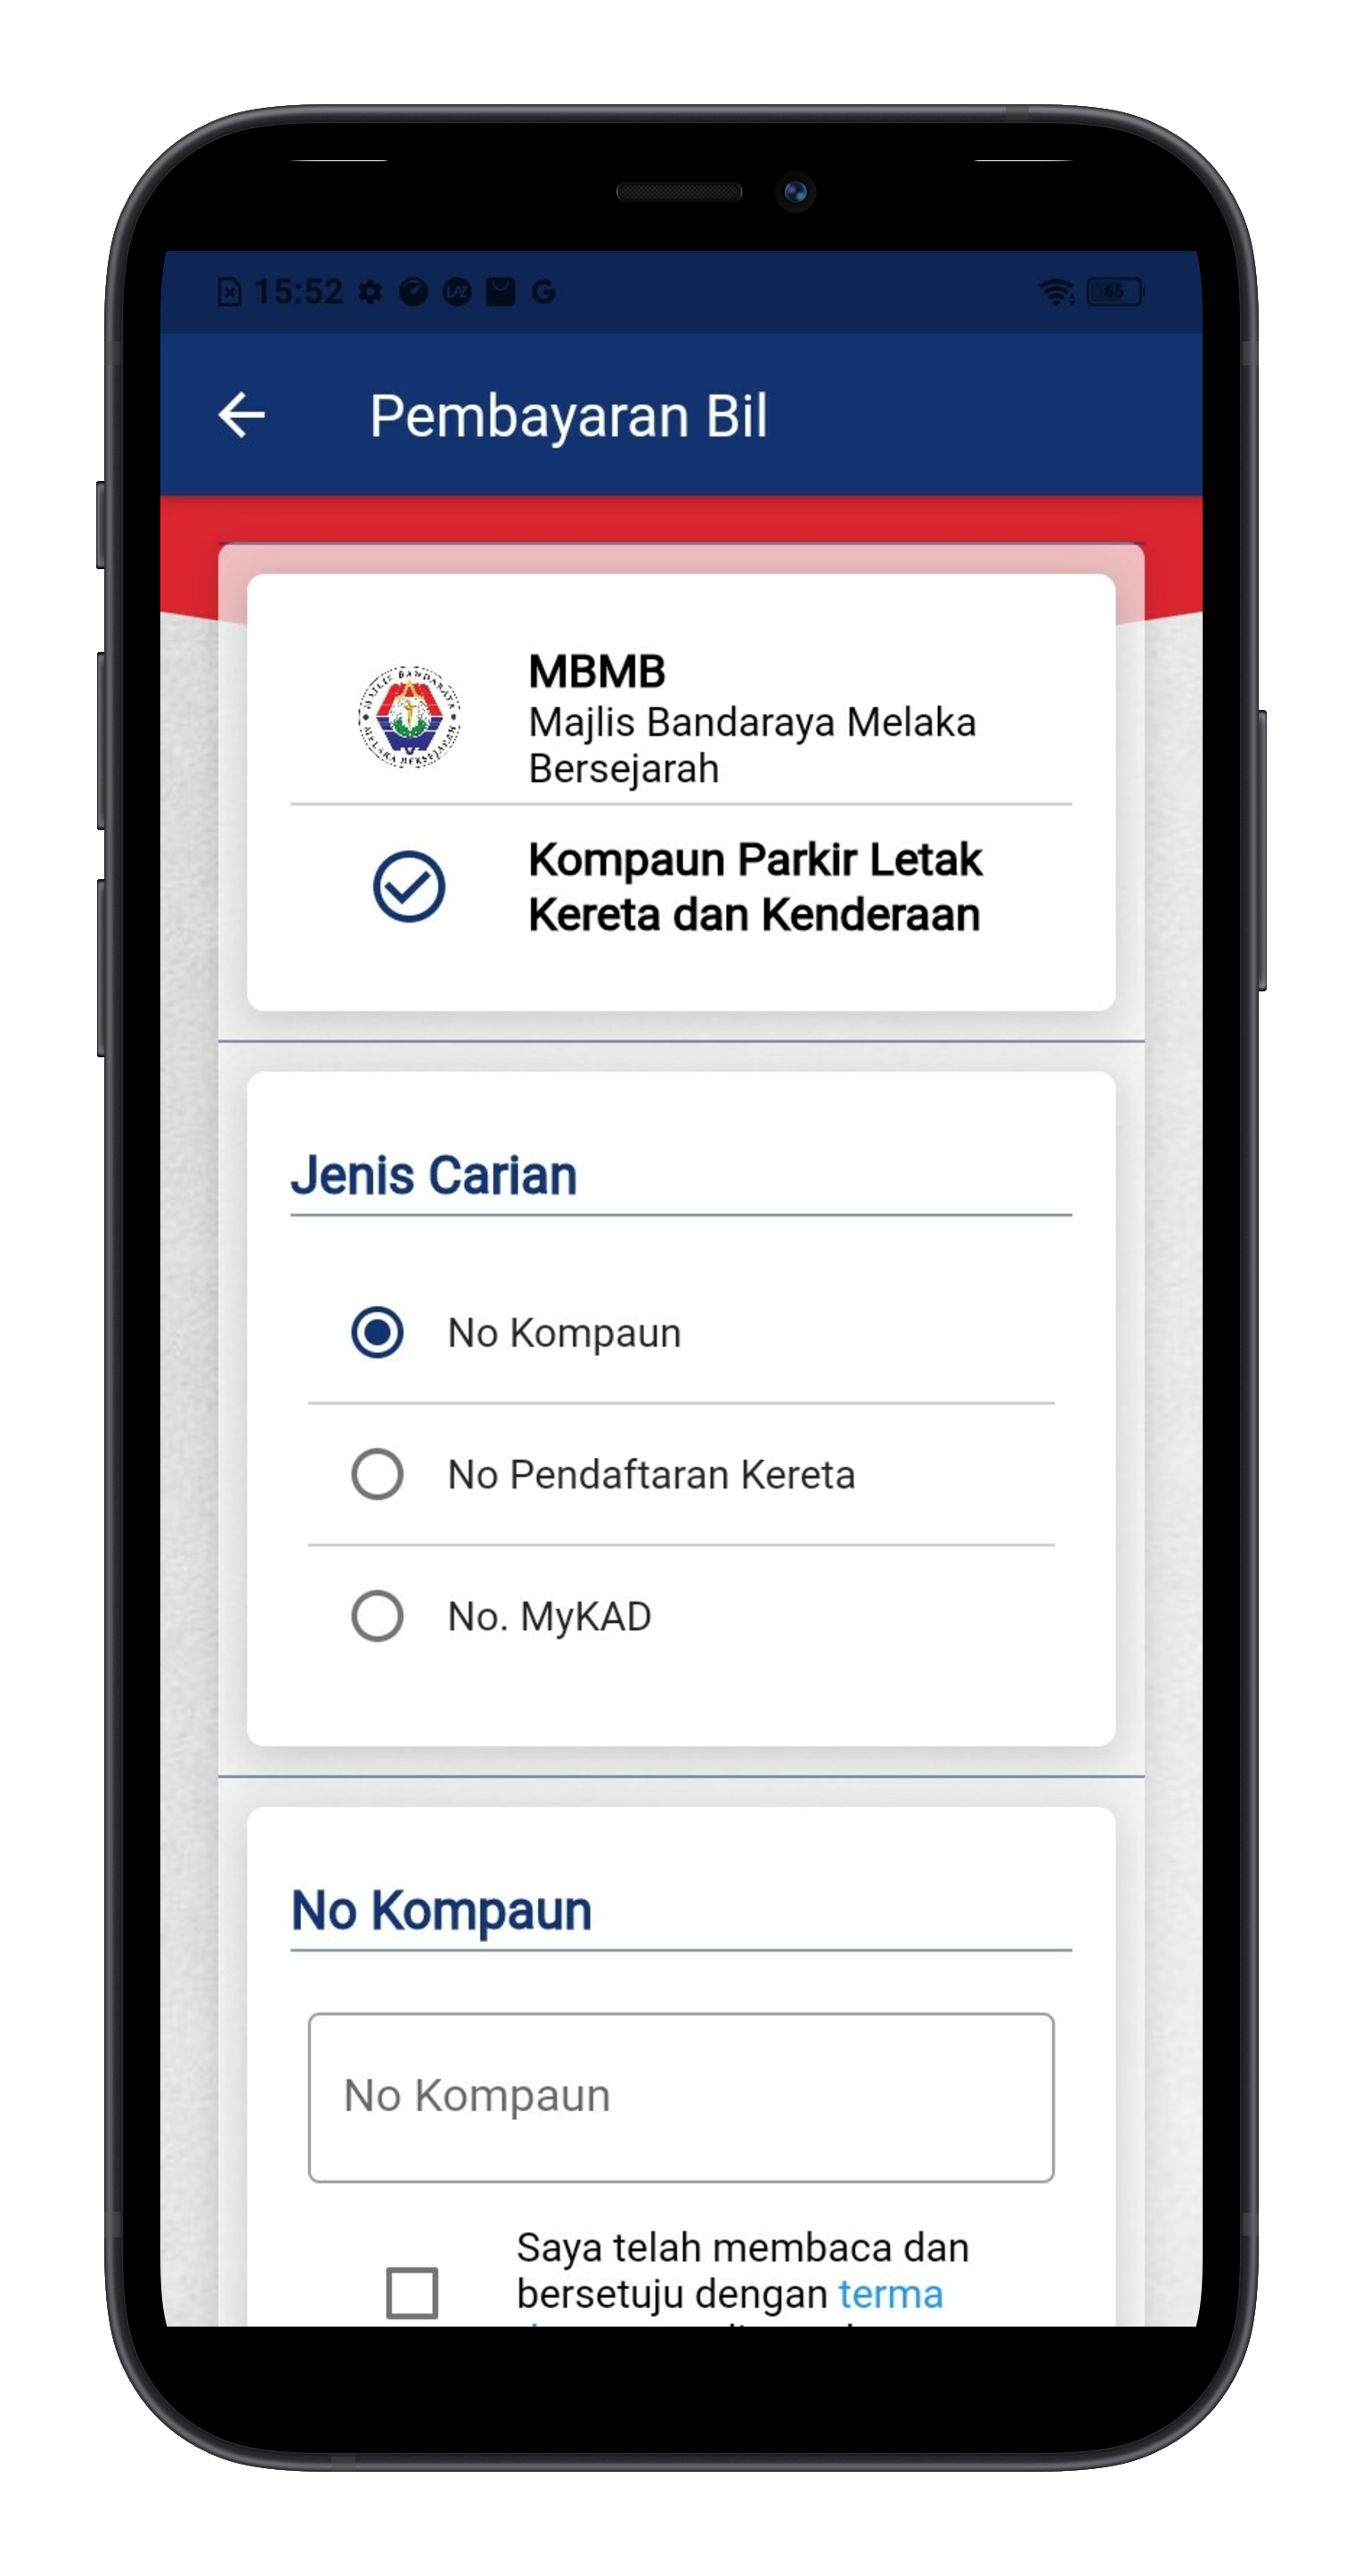 15:52
65
Pembayaran Bil
MBMB
Majlis Bandaraya Melaka
Bersejarah
Kompaun Parkir Letak
Kereta dan Kenderaan
Jenis Carian
No Kompaun
No Pendaftaran Kereta
No. MyKAD
No Kompaun
No Kompaun
Saya telah membaca dan
bersetuju dengan terma